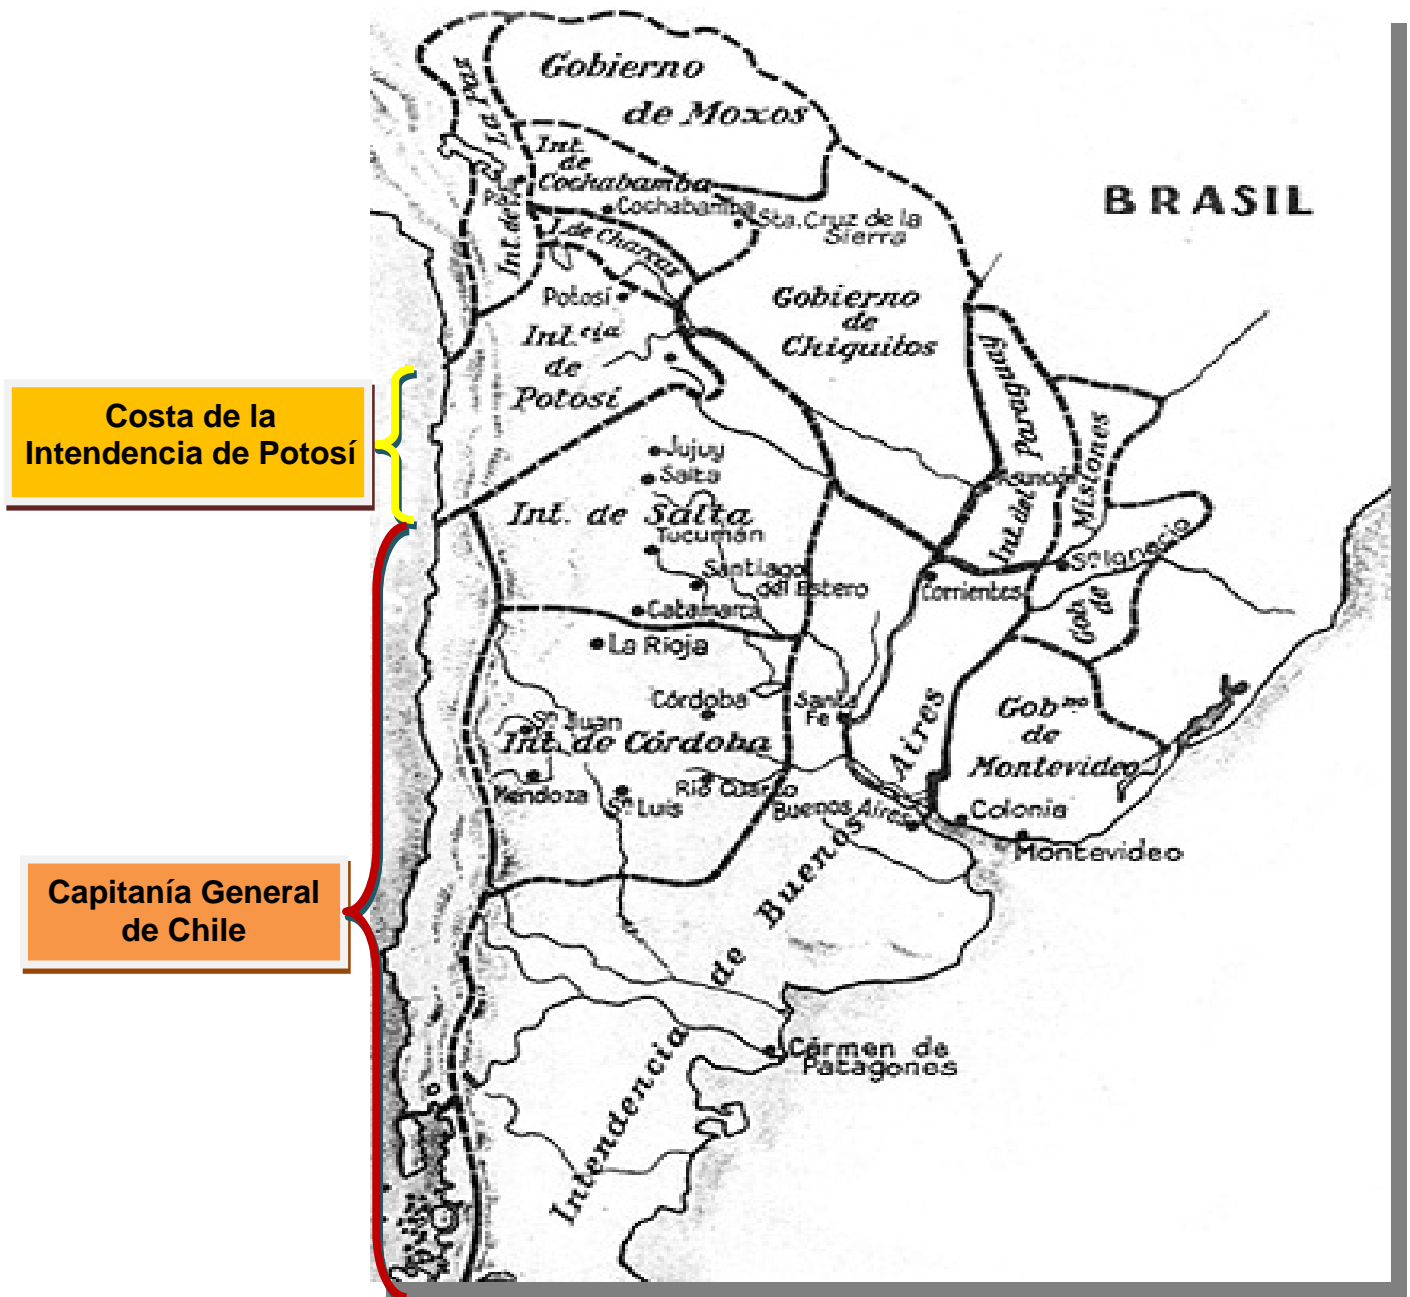 Gobierno
de Moxos
La Paz
Int. de
Int.
de
Cochabamba
Cochabamba
Sta. Cruz de la
Sierra
BRASIL
I. de Charcas
Potosí
Int.cia
de
Potosí
Gobierno
de
Chiquitos
Int. del Paraguay
Misiones
Costa de la
Intendencia de Potosí
Jujuy
Salta
Int. de Salta
Tucumán
Santiago
del Estero
Catamarca
Corrientes
Gob.
de
La Rioja
Córdoba
Santa
Fe
Sn Juan
Int. de Córdoba
Mendoza
Sn Luis
Río Cuarto
Buenos Aires
Gobno
de
Montevideo
Colonia
Montevideo
Capitanía General
de Chile
Intendencia de Buenos Aires
Cármen de
Patagones